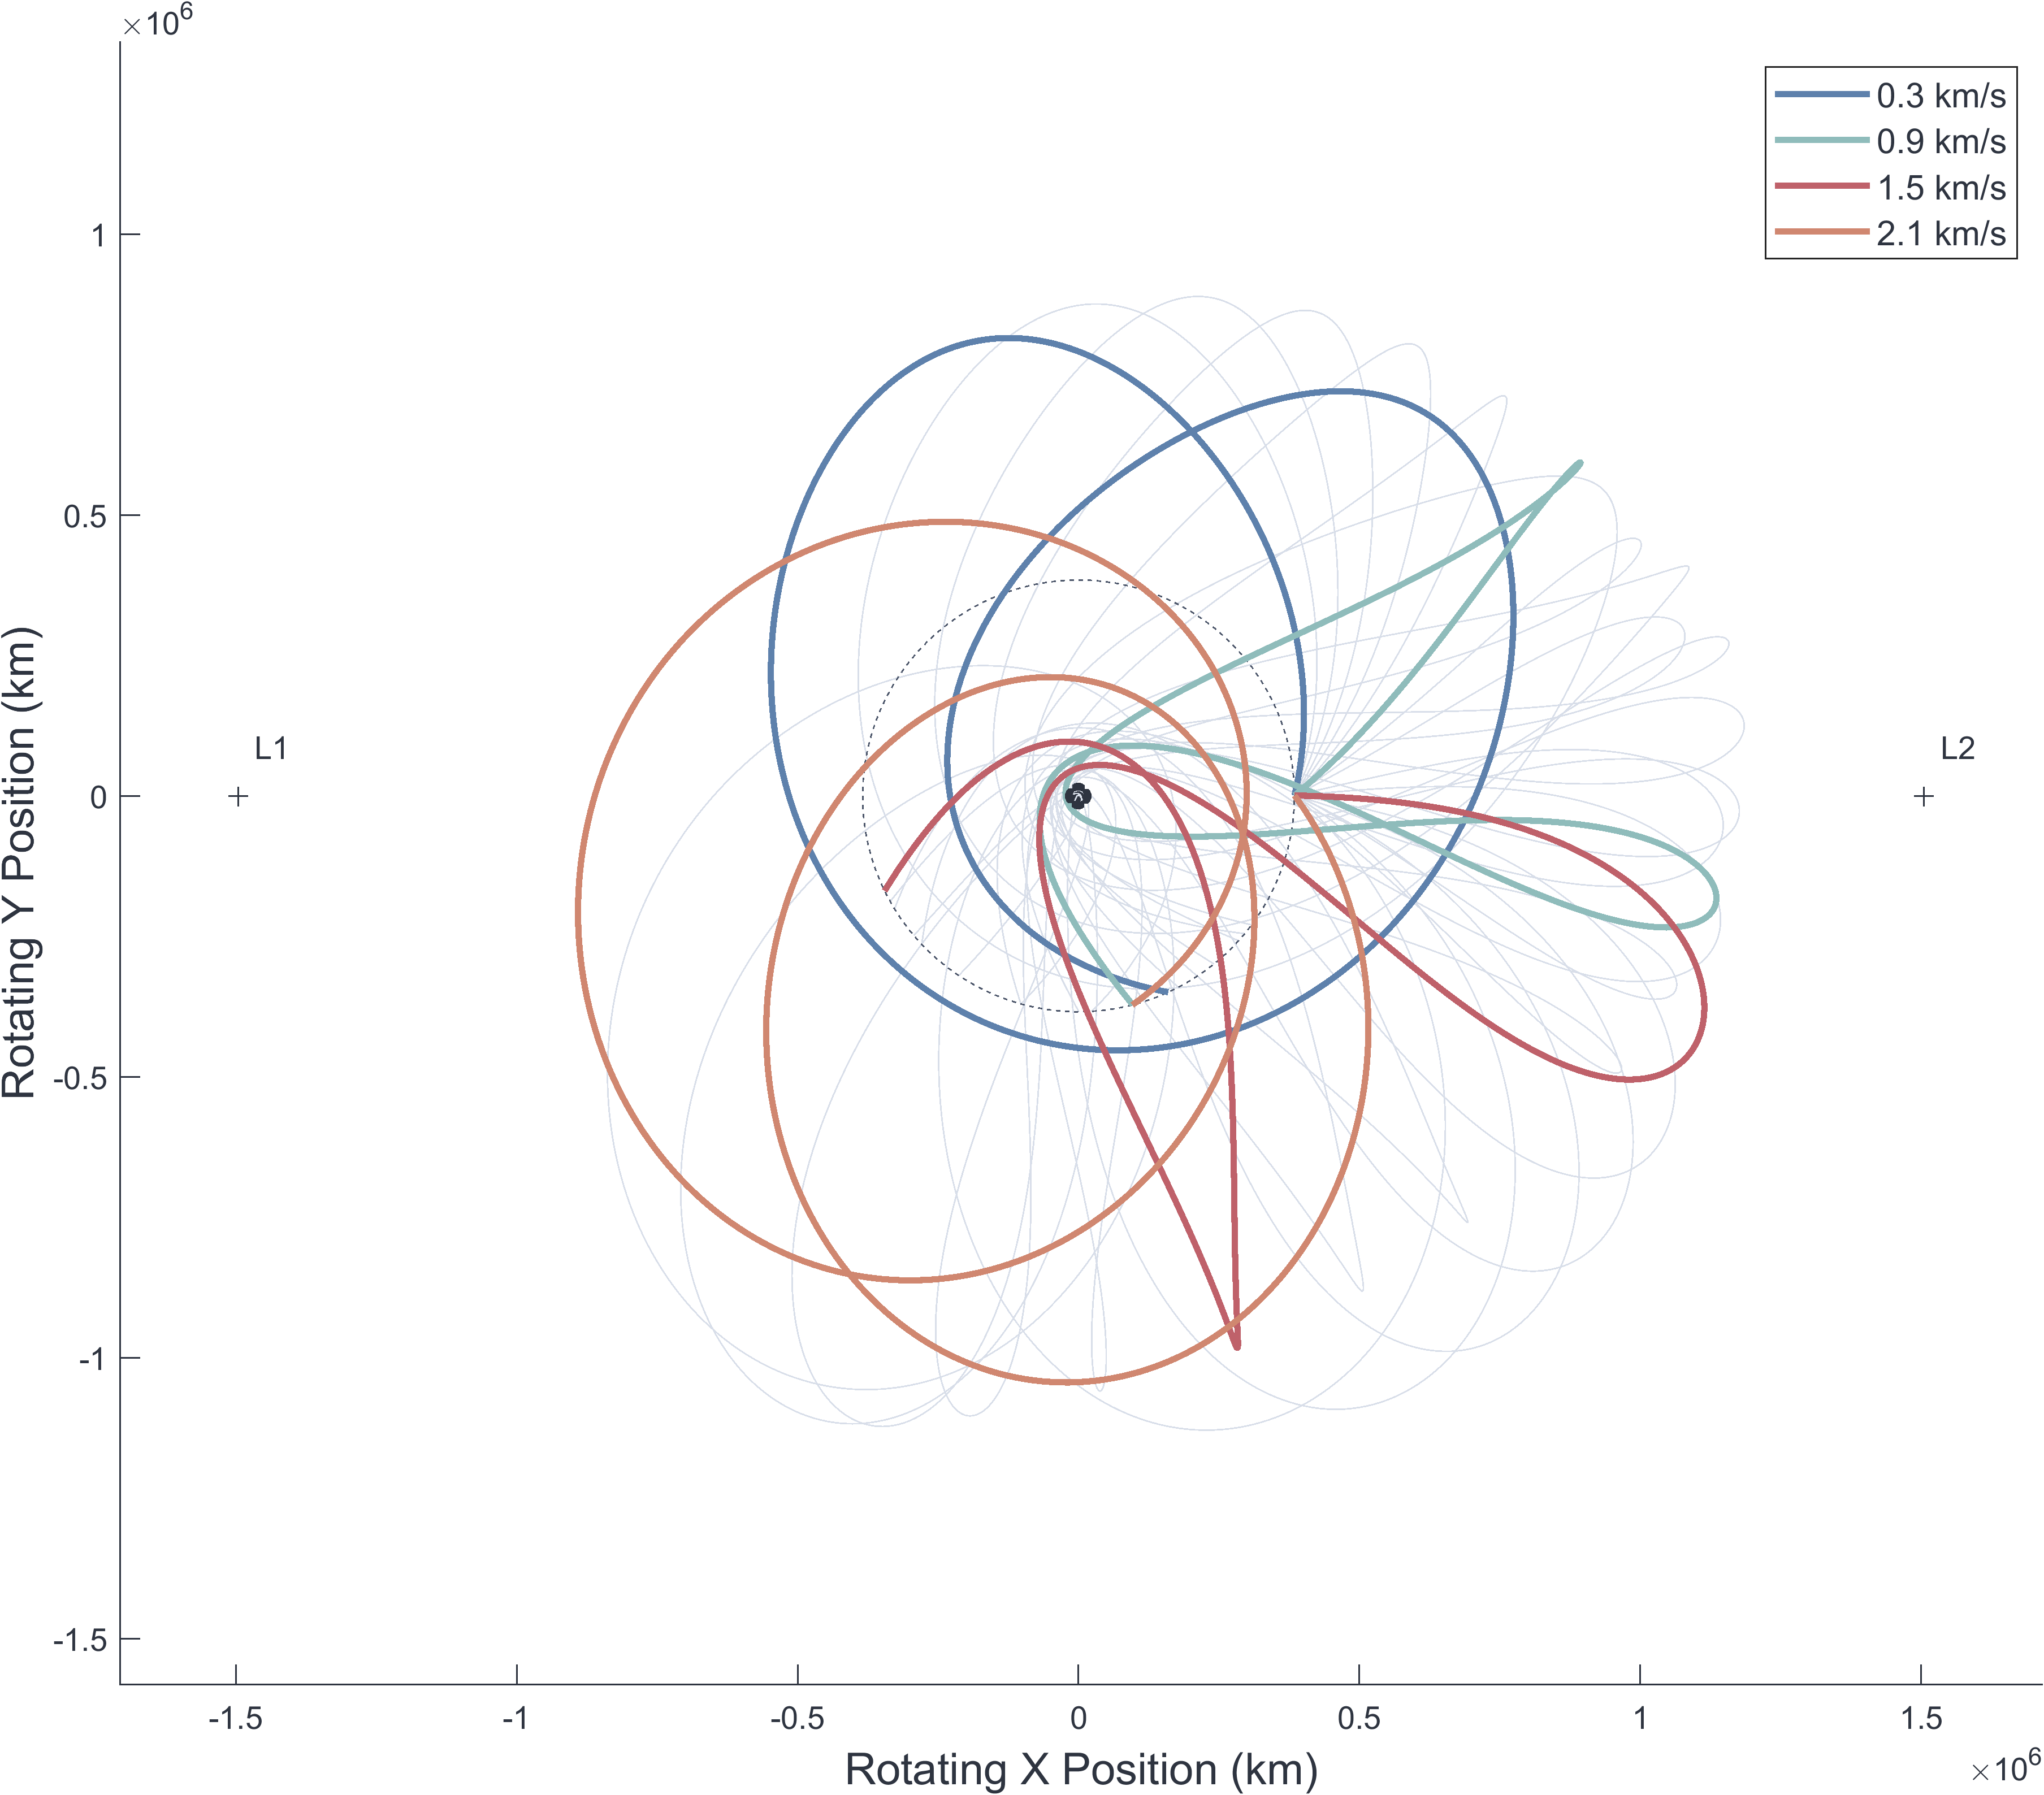 ×10⁶
0.3 km/s
0.9 km/s
1.5 km/s
2.1 km/s
1
0.5
0
-0.5
-1
-1.5
Rotating Y Position (km)
L1
L2
-1.5
-1
-0.5
0
0.5
1
1.5
Rotating X Position (km)
×10⁶